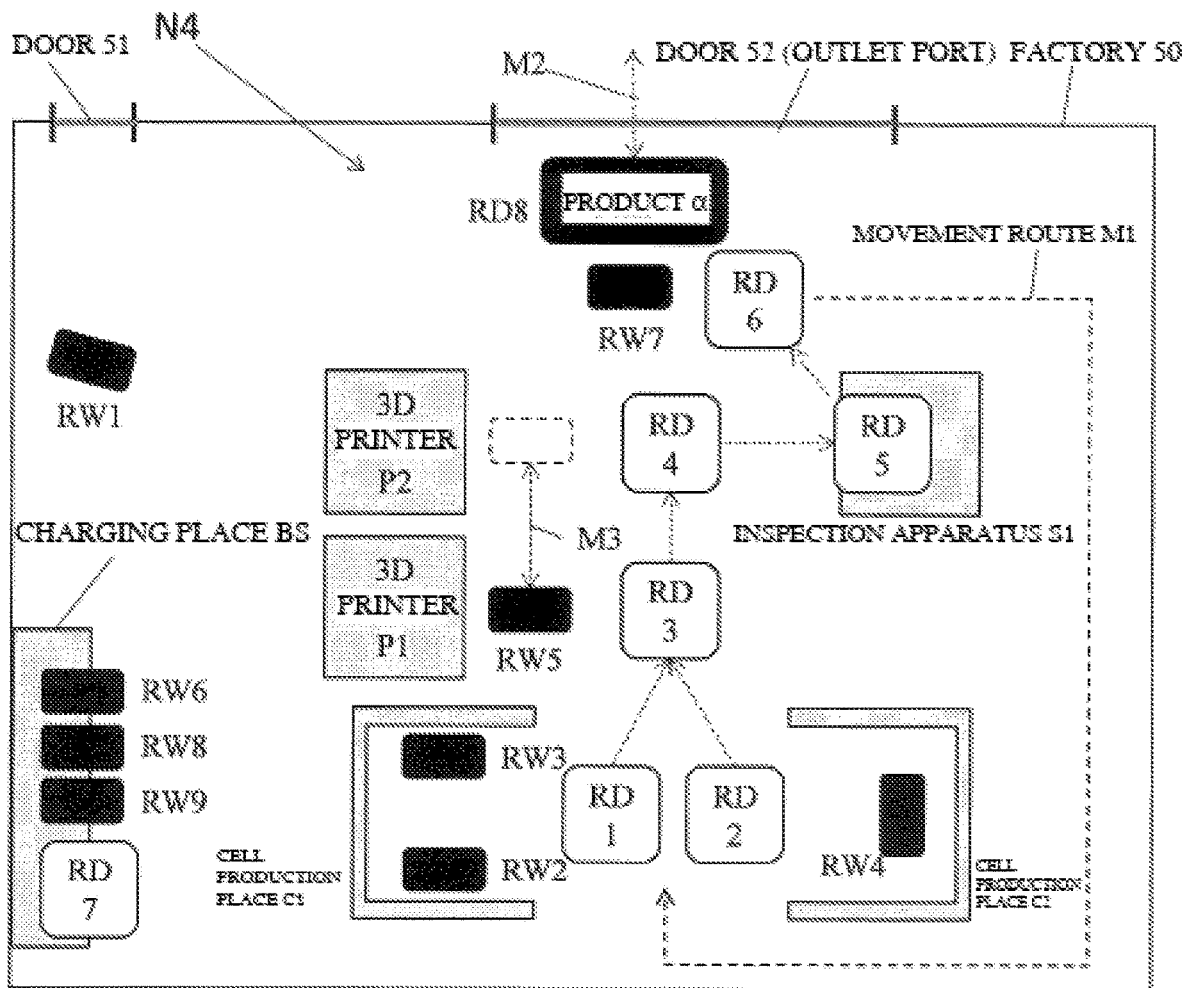 N4
DOOR 51
M2
DOOR 52 (OUTLET PORT)
FACTORY 50
PRODUCT α
RD8
MOVEMENT ROUTE M1
RD
6
RW7
RW1
3D
PRINTER
P2
RD
4
RD
5
CHARGING PLACE BS
M3
INSPECTION APPARATUS S1
3D
PRINTER
P1
RD
3
RW5
RW6
RW8
RW9
RW3
RD
1
RD
2
RD
7
CELL
PRODUCTION
PLACE C1
RW2
RW4
CELL
PRODUCTION
PLACE C2